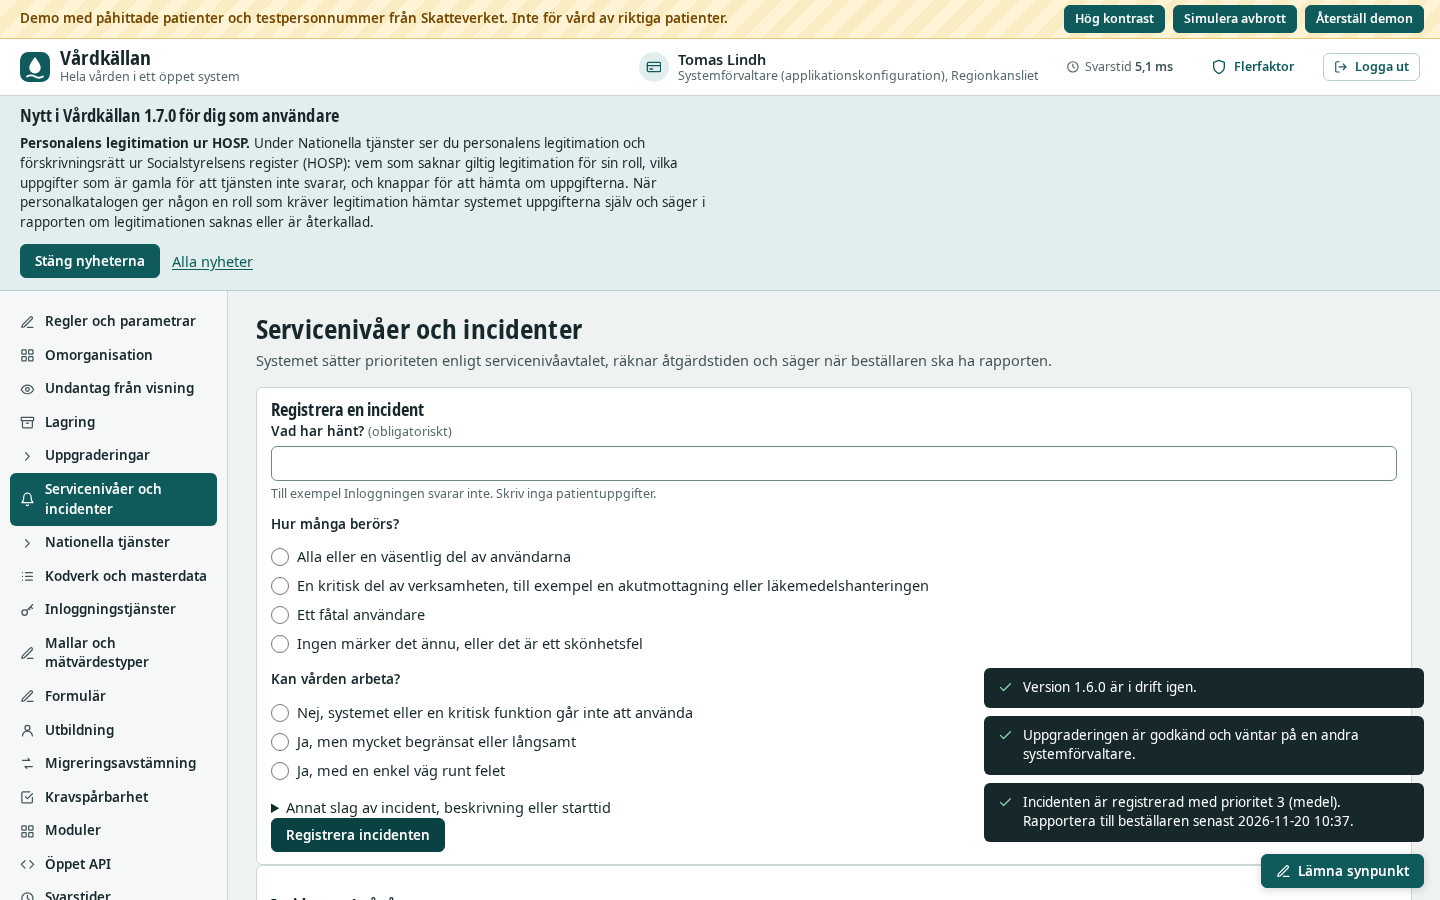 Demo med påhittade patienter och testpersonnummer från Skatteverket. Inte för vård av riktiga patienter.
Hög kontrast
Simulera avbrott
Återställ demon
Vårdkällan
Hela vården i ett öppet system
Tomas Lindh
Systemförvaltare (applikationskonfiguration), Regionkansliet
Svarstid 5,1 ms
Flerfaktor
Logga ut
Nytt i Vårdkällan 1.7.0 för dig som användare
Personalens legitimation ur HOSP. Under Nationella tjänster ser du personalens legitimation och
förskrivningsrätt ur Socialstyrelsens register (HOSP): vem som saknar giltig legitimation för sin roll, vilka
uppgifter som är gamla för att tjänsten inte svarar, och knappar för att hämta om uppgifterna. När
personalkatalogen ger någon en roll som kräver legitimation hämtar systemet uppgifterna själv och säger i
rapporten om legitimationen saknas eller är återkallad.
Stäng nyheterna
Alla nyheter
Regler och parametrar
Omorganisation
Undantag från visning
Lagring
Uppgraderingar
Servicenivåer och
incidenter
Nationella tjänster
Kodverk och masterdata
Inloggningstjänster
Mallar och
mätvärdestyper
Formulär
Utbildning
Migreringsavstämning
Kravspårbarhet
Moduler
Öppet API
Svarstider
Servicenivåer och incidenter
Systemet sätter prioriteten enligt servicenivåavtalet, räknar åtgärdstiden och säger när beställaren ska ha rapporten.
Registrera en incident
Vad har hänt? (obligatoriskt)
Till exempel Inloggningen svarar inte. Skriv inga patientuppgifter.
Hur många berörs?
Alla eller en väsentlig del av användarna
En kritisk del av verksamheten, till exempel en akutmottagning eller läkemedelshanteringen
Ett fåtal användare
Ingen märker det ännu, eller det är ett skönhetsfel
Kan vården arbeta?
Nej, systemet eller en kritisk funktion går inte att använda
Ja, men mycket begränsat eller långsamt
Ja, med en enkel väg runt felet
Annat slag av incident, beskrivning eller starttid
Registrera incidenten
Version 1.6.0 är i drift igen.
Uppgraderingen är godkänd och väntar på en andra
systemförvaltare.
Incidenten är registrerad med prioritet 3 (medel).
Rapportera till beställaren senast 2026-11-20 10:37.
Lämna synpunkt